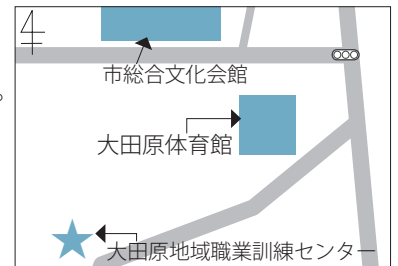 市総合文化会館
。
大田原体育館
大田原地域職業訓練センター